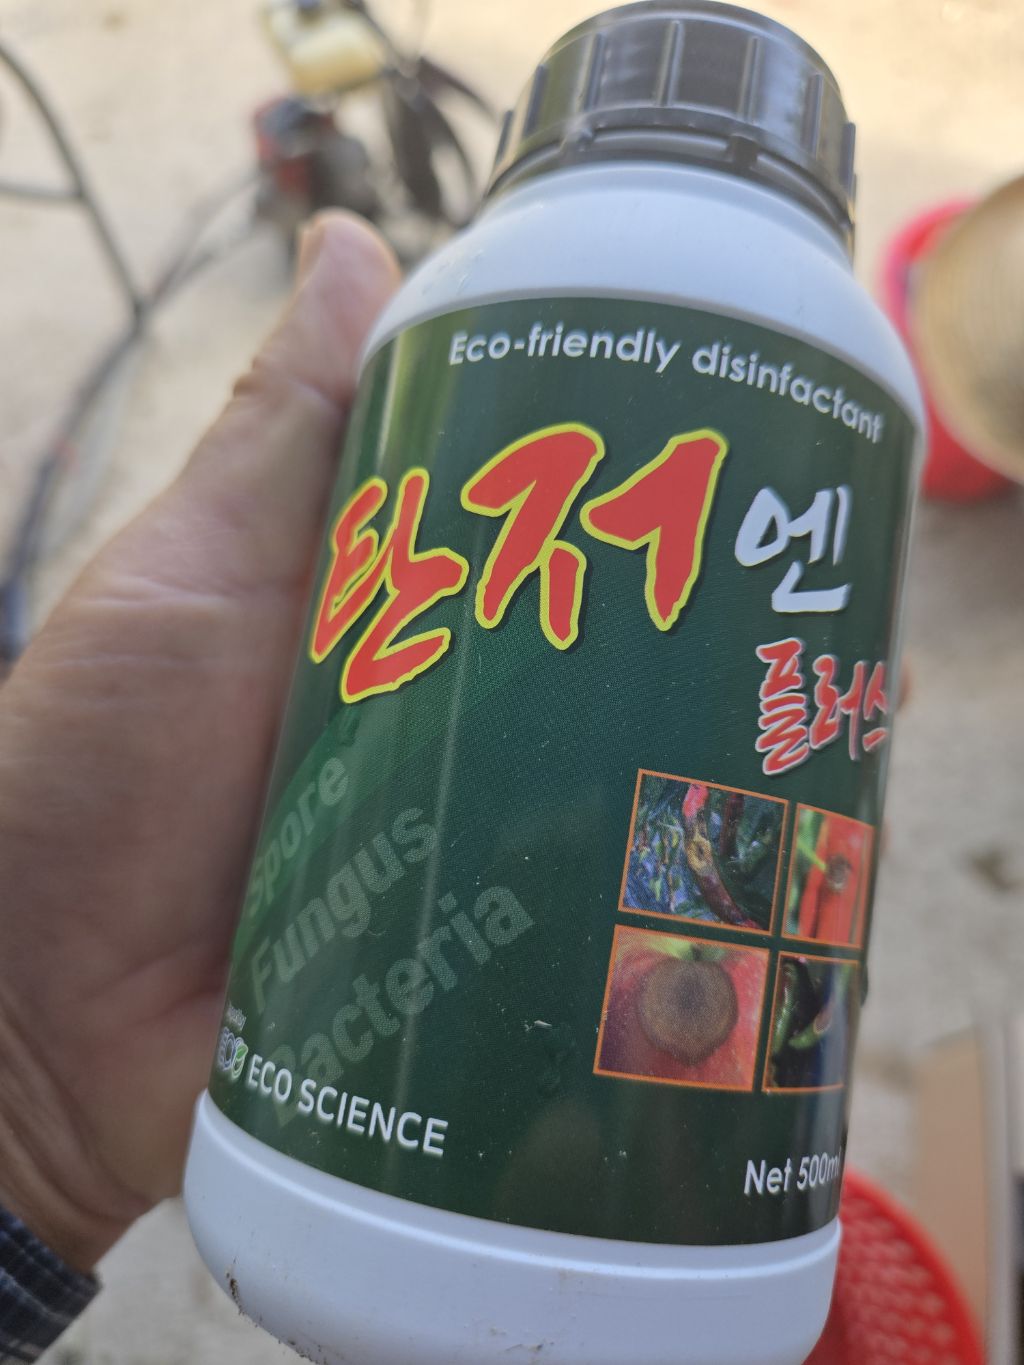 Eco-friendly disinfactant
탄저엔
플러스
Spore
Fungus
Bacteria
ECO SCIENCE
Net 500ml